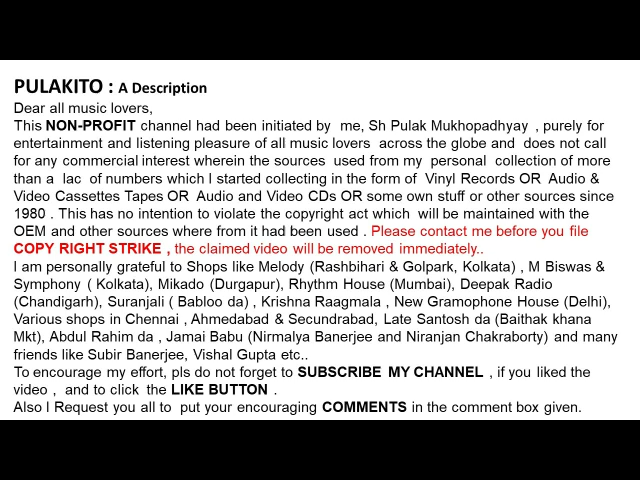 PULAKITO : A Description
Dear all music lovers,
This NON-PROFIT channel had been initiated by me, Sh Pulak Mukhopadhyay , purely for
entertainment and listening pleasure of all music lovers across the globe and does not call
for any commercial interest wherein the sources used from my personal collection of more
than a lac of numbers which I started collecting in the form of Vinyl Records OR Audio &
Video Cassettes Tapes OR Audio and Video CDs OR some own stuff or other sources since
1980 . This has no intention to violate the copyright act which will be maintained with the
OEM and other sources where from it had been used . Please contact me before you file
COPY RIGHT STRIKE , the claimed video will be removed immediately..
I am personally grateful to Shops like Melody (Rashbihari & Golpark, Kolkata) , M Biswas &
Symphony ( Kolkata), Mikado (Durgapur), Rhythm House (Mumbai), Deepak Radio
(Chandigarh), Suranjali ( Babloo da) , Krishna Raagmala , New Gramophone House (Delhi),
Various shops in Chennai , Ahmedabad & Secundrabad, Late Santosh da (Baithak khana
Mkt), Abdul Rahim da , Jamai Babu (Nirmalya Banerjee and Niranjan Chakraborty) and many
friends like Subir Banerjee, Vishal Gupta etc..
To encourage my effort, pls do not forget to SUBSCRIBE MY CHANNEL , if you liked the
video , and to click the LIKE BUTTON .
Also I Request you all to put your encouraging COMMENTS in the comment box given.